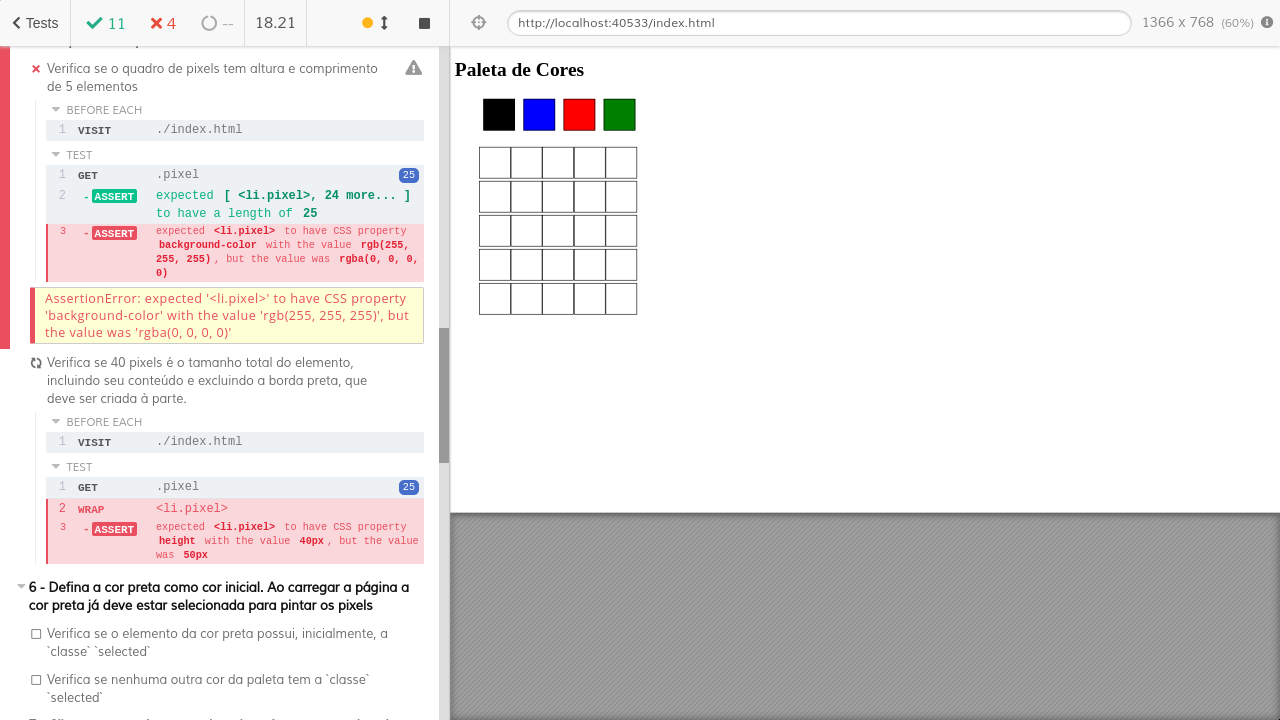 Tests
11
4
--
18.21
http://localhost:40533/index.html
1366 x 768 (60%)
Verifica se o quadro de pixels tem altura e comprimento
de 5 elementos
BEFORE EACH
1 VISIT ./index.html
TEST
1 GET .pixel 25
2 -ASSERT expected [ <li.pixel>, 24 more... ]
to have a length of 25
3 -ASSERT expected <li.pixel> to have CSS property
background-color with the value rgb(255,
255, 255), but the value was rgba(0, 0, 0,
0)
AssertionError: expected '<li.pixel>' to have CSS property
'background-color' with the value 'rgb(255, 255, 255)', but
the value was 'rgba(0, 0, 0, 0)'
Verifica se 40 pixels é o tamanho total do elemento,
incluindo seu conteúdo e excluindo a borda preta, que
deve ser criada à parte.
BEFORE EACH
1 VISIT ./index.html
TEST
1 GET .pixel 25
2 WRAP <li.pixel>
3 -ASSERT expected <li.pixel> to have CSS property
height with the value 40px, but the value
was 50px
6 - Defina a cor preta como cor inicial. Ao carregar a página a
cor preta já deve estar selecionada para pintar os pixels
Verifica se o elemento da cor preta possui, inicialmente, a
`classe` `selected`
Verifica se nenhuma outra cor da paleta tem a `classe`
`selected`
Paleta de Cores